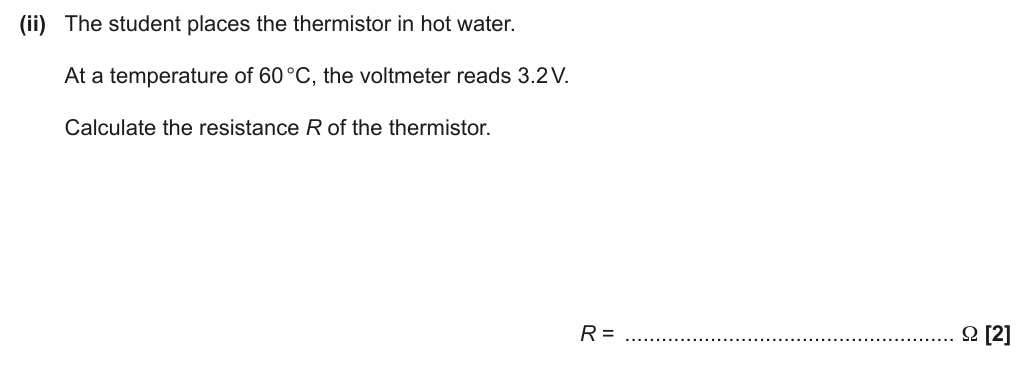 (ii) The student places the thermistor in hot water.
At a temperature of 60 °C, the voltmeter reads 3.2 V.
Calculate the resistance R of the thermistor.
R = ...................................................... Ω [2]